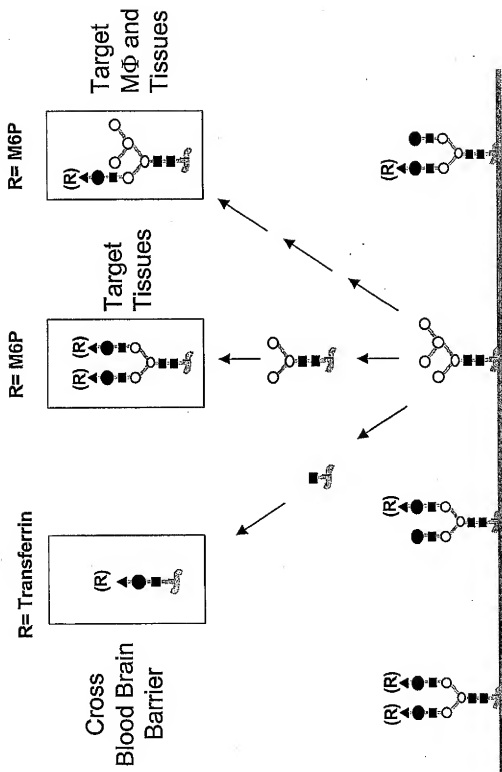 R= Transferrin
R= M6P
R= M6P
Cross
Blood Brain
Barrier
Target
Tissues
Target
MΦ and
Tissues
(R)
(R)
(R)
(R)
(R)
(R)
(R)
(R)